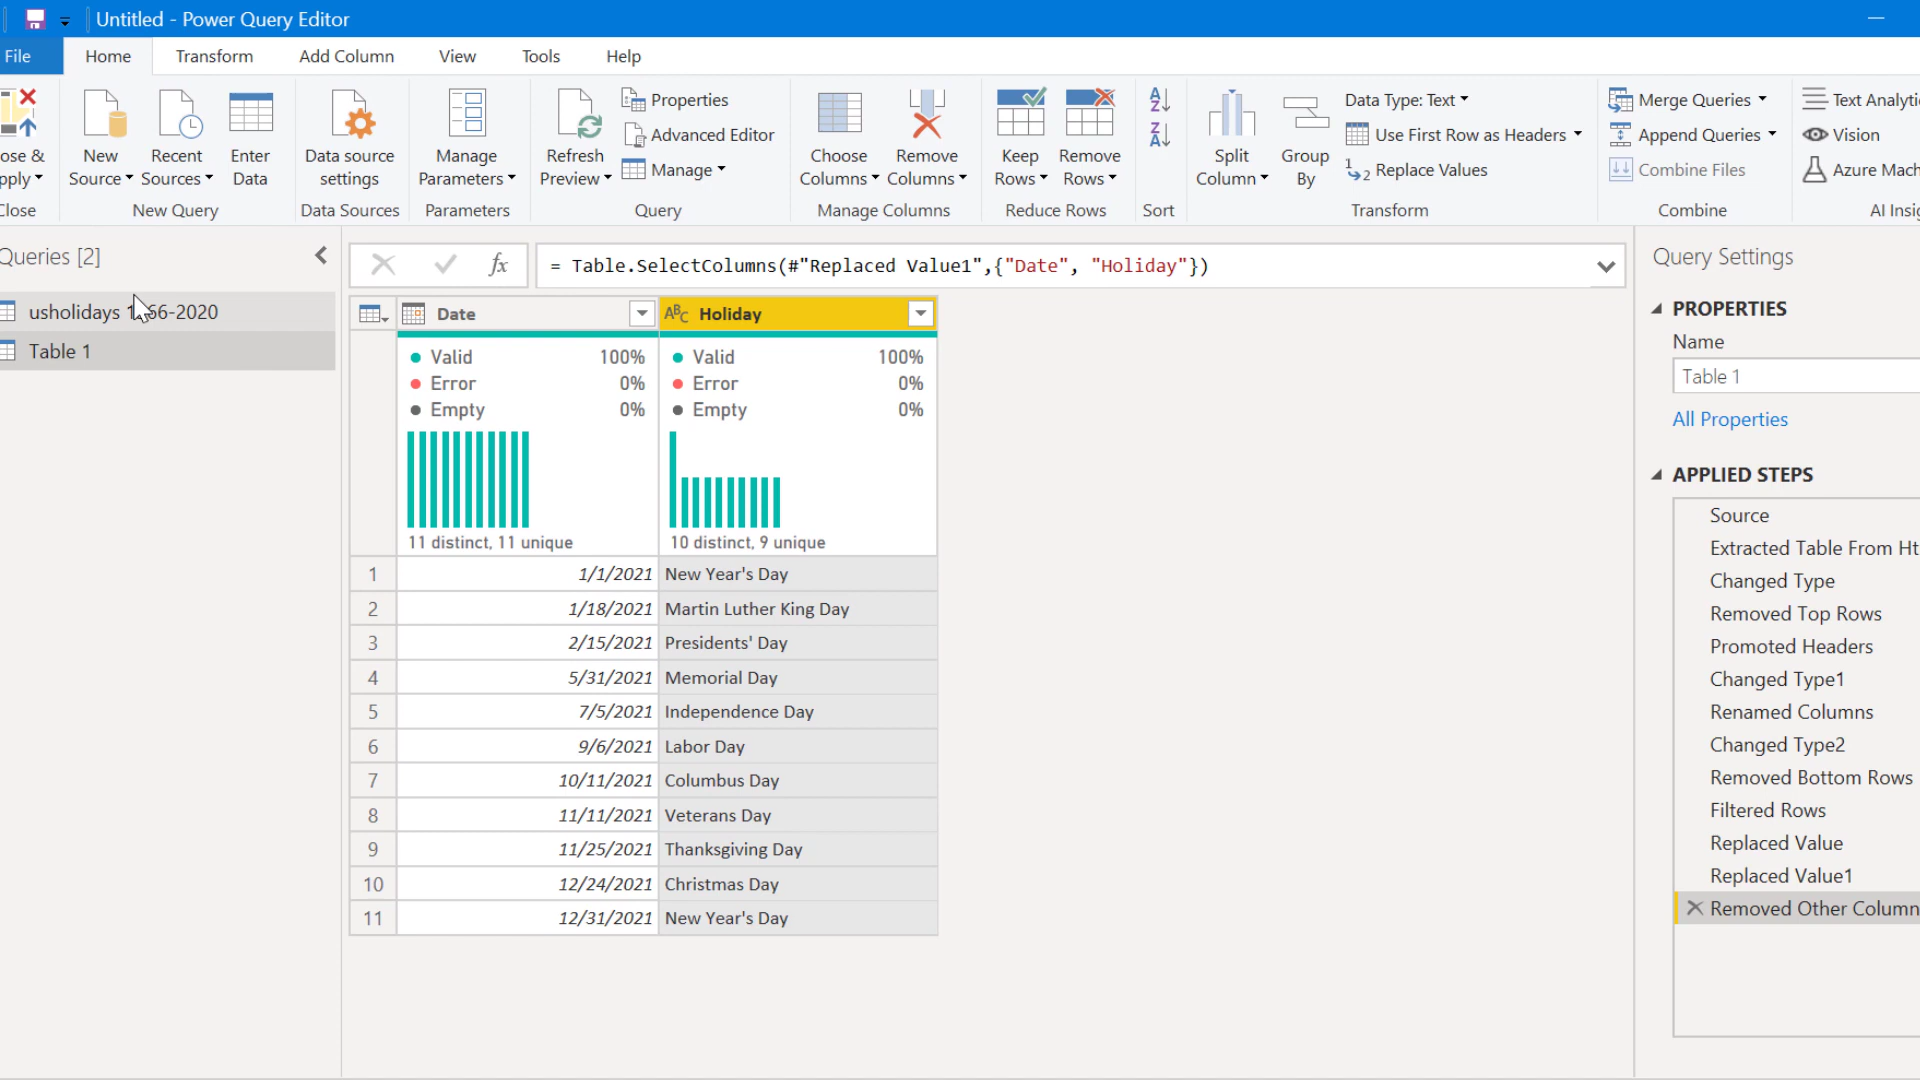 Untitled - Power Query Editor
File Home Transform Add Column View Tools Help
ose & pply
New Source
Recent Sources
Enter Data
Data source settings
Manage Parameters
Refresh Preview
Properties
Advanced Editor
Manage
Choose Columns
Remove Columns
Keep Rows
Remove Rows
A Z
Z A
Split Column
Group By
Data Type: Text
Use First Row as Headers
1 2 Replace Values
Merge Queries
Append Queries
Combine Files
Text Analyti
Vision
Azure Mach
Close New Query Data Sources Parameters Query Manage Columns Reduce Rows Sort Transform Combine AI Insig
Queries [2]
usholidays 1 66-2020
Table 1
fx = Table.SelectColumns(#"Replaced Value1",{"Date", "Holiday"})
Date ABC Holiday
Valid 100% Valid 100%
Error 0% Error 0%
Empty 0% Empty 0%
11 distinct, 11 unique 10 distinct, 9 unique
1 1/1/2021 New Year's Day
2 1/18/2021 Martin Luther King Day
3 2/15/2021 Presidents' Day
4 5/31/2021 Memorial Day
5 7/5/2021 Independence Day
6 9/6/2021 Labor Day
7 10/11/2021 Columbus Day
8 11/11/2021 Veterans Day
9 11/25/2021 Thanksgiving Day
10 12/24/2021 Christmas Day
11 12/31/2021 New Year's Day
Query Settings
PROPERTIES
Name
Table 1
All Properties
APPLIED STEPS
Source
Extracted Table From Ht
Changed Type
Removed Top Rows
Promoted Headers
Changed Type1
Renamed Columns
Changed Type2
Removed Bottom Rows
Filtered Rows
Replaced Value
Replaced Value1
Removed Other Column